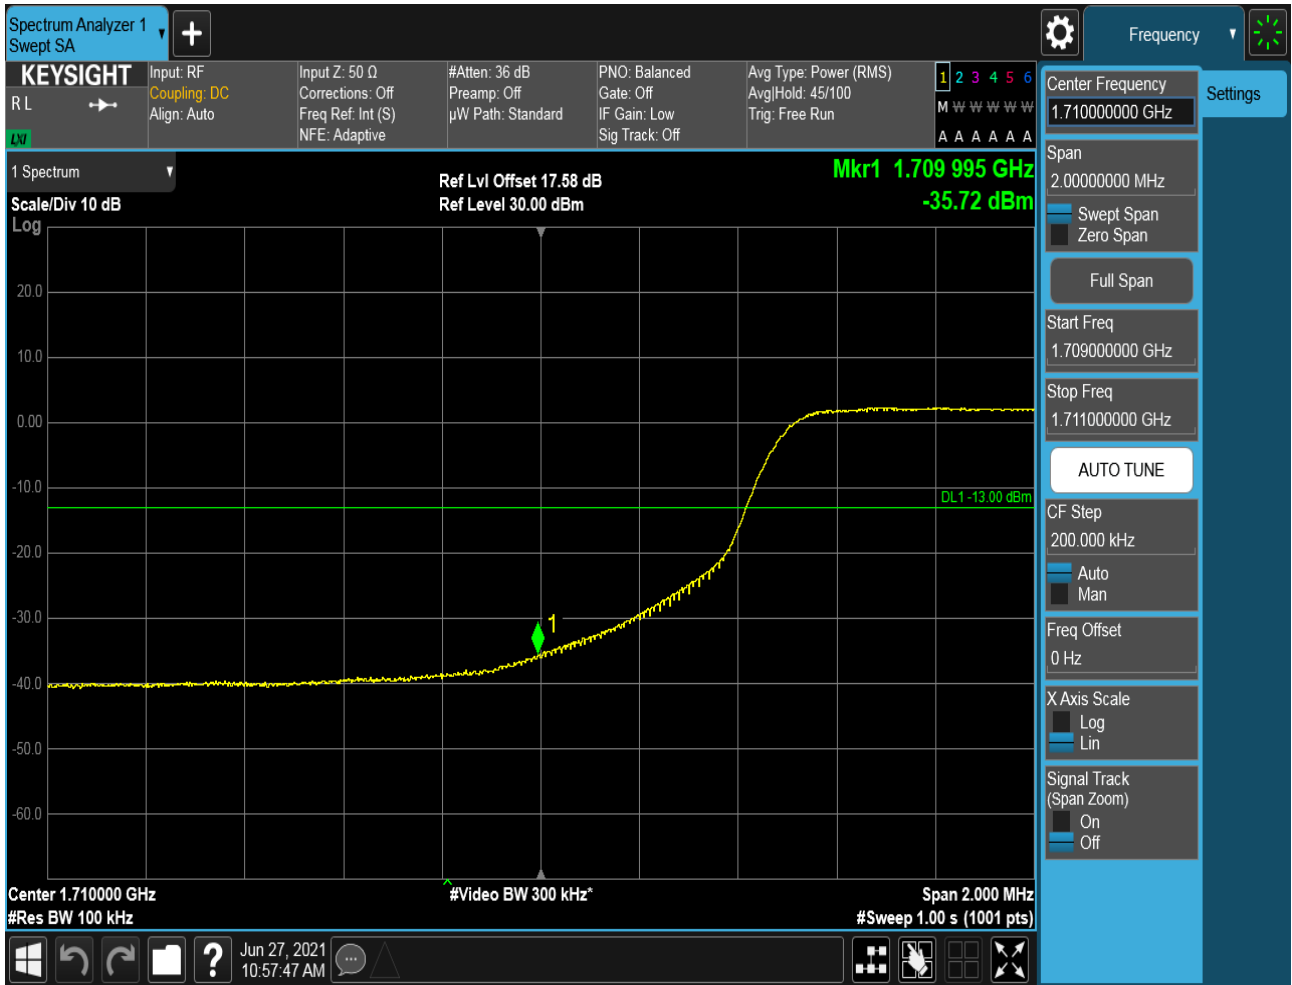 Spectrum Analyzer 1
Swept SA
Frequency
KEYSIGHT
R L
LXI
Input: RF
Coupling: DC
Align: Auto
Input Z: 50 Ω
Corrections: Off
Freq Ref: Int (S)
NFE: Adaptive
#Atten: 36 dB
Preamp: Off
µW Path: Standard
PNO: Balanced
Gate: Off
IF Gain: Low
Sig Track: Off
Avg Type: Power (RMS)
Avg|Hold: 45/100
Trig: Free Run
1 2 3 4 5 6
M W W W W W
A A A A A A
1 Spectrum
Scale/Div 10 dB
Log
Ref Lvl Offset 17.58 dB
Ref Level 30.00 dBm
Mkr1 1.709 995 GHz
-35.72 dBm
20.0
10.0
0.00
-10.0
-20.0
-30.0
-40.0
-50.0
-60.0
DL1 -13.00 dBm
1
Center 1.710000 GHz
#Res BW 100 kHz
#Video BW 300 kHz*
Span 2.000 MHz
#Sweep 1.00 s (1001 pts)
Jun 27, 2021
10:57:47 AM
Center Frequency
1.710000000 GHz
Settings
Span
2.00000000 MHz
Swept Span
Zero Span
Full Span
Start Freq
1.709000000 GHz
Stop Freq
1.711000000 GHz
AUTO TUNE
CF Step
200.000 kHz
Auto
Man
Freq Offset
0 Hz
X Axis Scale
Log
Lin
Signal Track
(Span Zoom)
On
Off